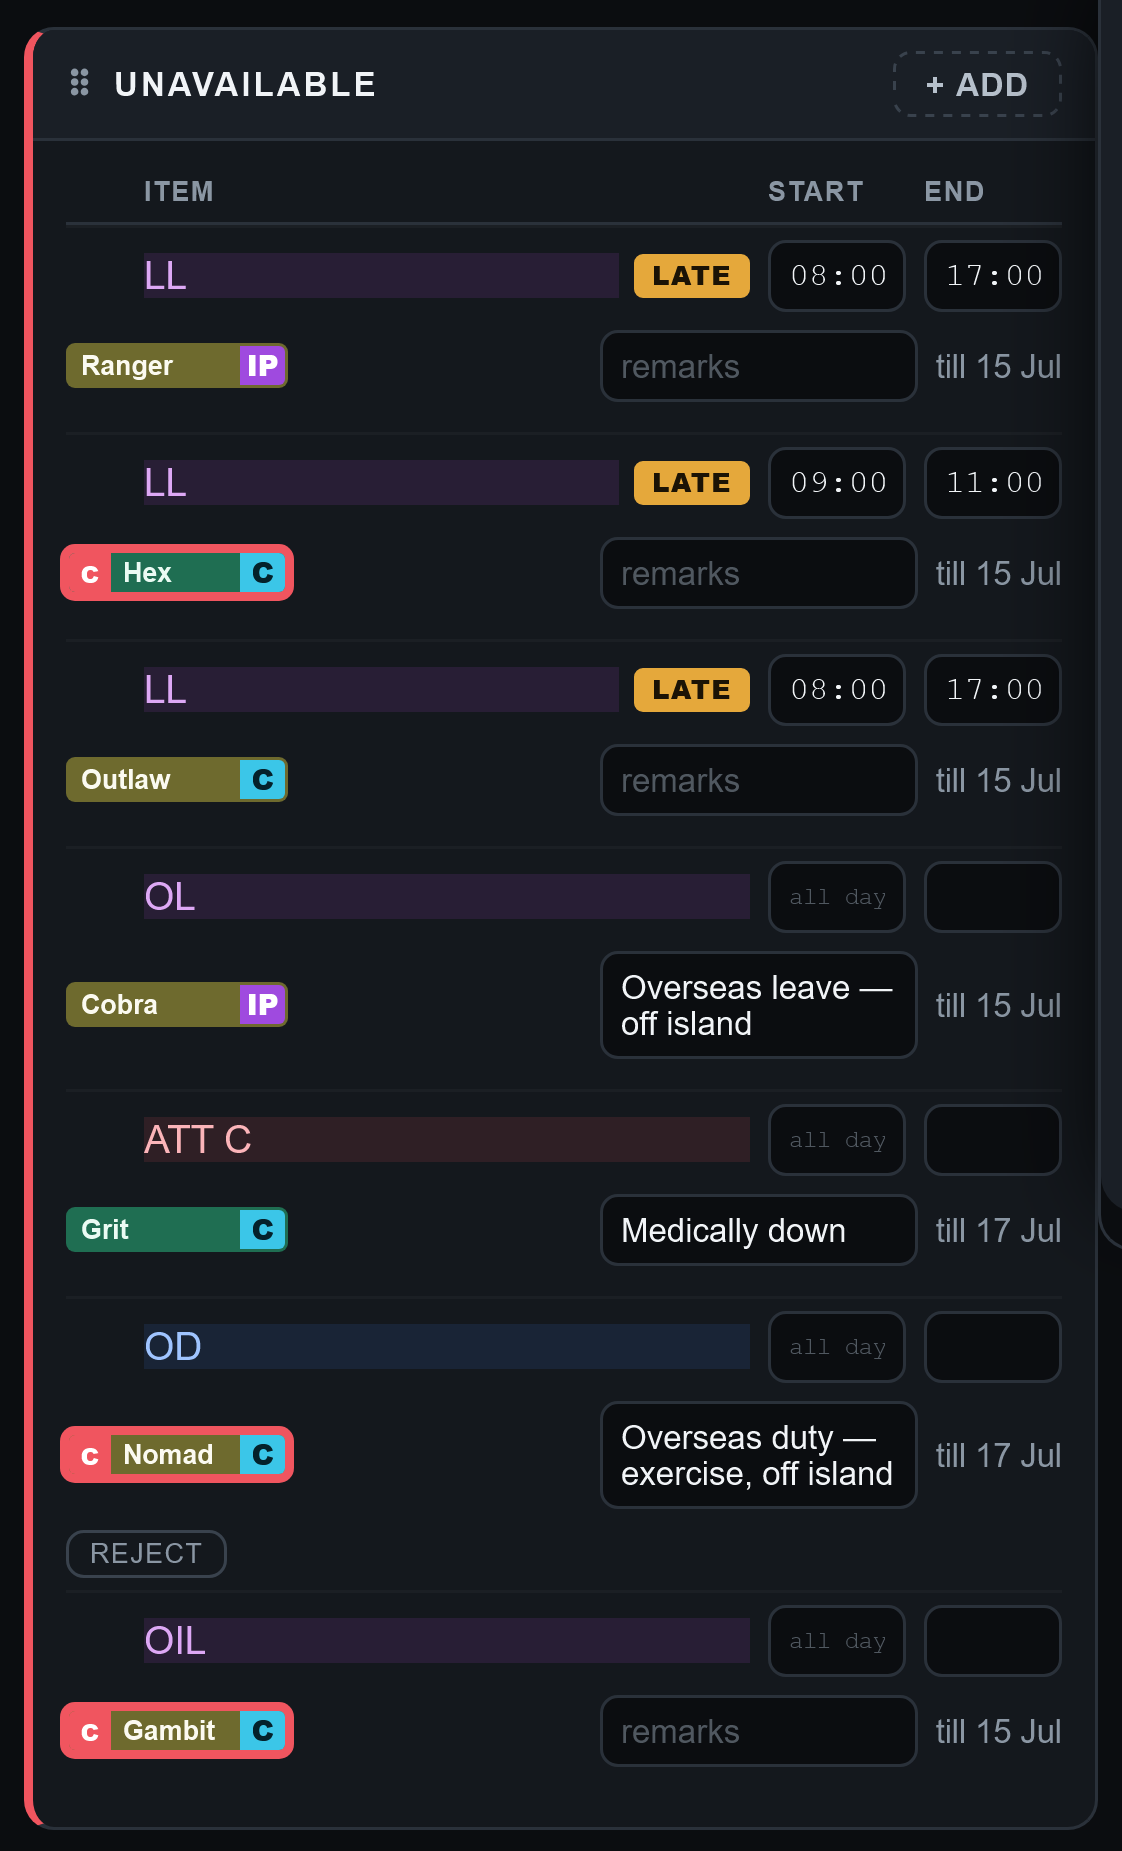 UNAVAILABLE
+ ADD
ITEM START END
LL LATE 08:00 17:00
Ranger IP remarks till 15 Jul
LL LATE 09:00 11:00
c Hex C remarks till 15 Jul
LL LATE 08:00 17:00
Outlaw C remarks till 15 Jul
OL all day
Cobra IP Overseas leave —
off island
till 15 Jul
ATT C all day
Grit C Medically down till 17 Jul
OD all day
c Nomad C Overseas duty —
exercise, off island
till 17 Jul
REJECT
OIL all day
c Gambit C remarks till 15 Jul